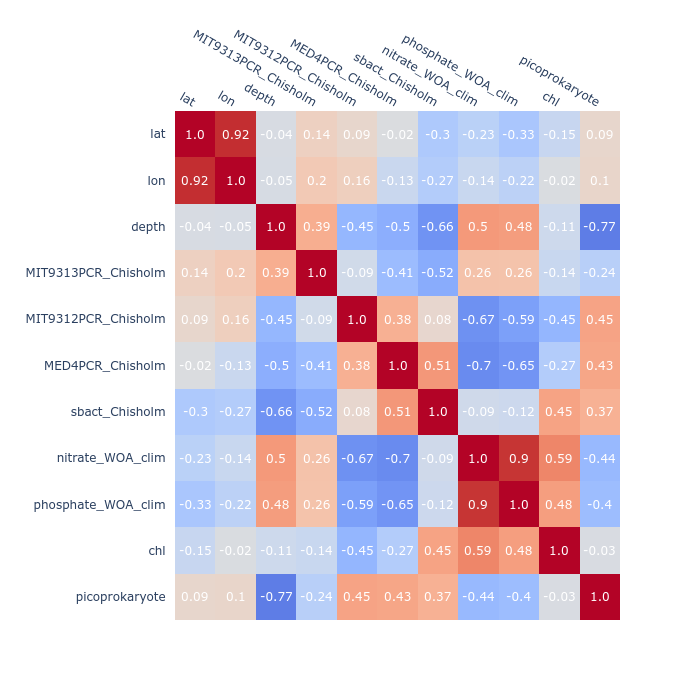 lat
lon
depth
MIT9313PCR_Chisholm
MIT9312PCR_Chisholm
MED4PCR_Chisholm
sbact_Chisholm
nitrate_WOA_clim
phosphate_WOA_clim
chl
picoprokaryote
lat 1.0 0.92 -0.04 0.14 0.09 -0.02 -0.3 -0.23 -0.33 -0.15 0.09
lon 0.92 1.0 -0.05 0.2 0.16 -0.13 -0.27 -0.14 -0.22 -0.02 0.1
depth -0.04 -0.05 1.0 0.39 -0.45 -0.5 -0.66 0.5 0.48 -0.11 -0.77
MIT9313PCR_Chisholm 0.14 0.2 0.39 1.0 -0.09 -0.41 -0.52 0.26 0.26 -0.14 -0.24
MIT9312PCR_Chisholm 0.09 0.16 -0.45 -0.09 1.0 0.38 0.08 -0.67 -0.59 -0.45 0.45
MED4PCR_Chisholm -0.02 -0.13 -0.5 -0.41 0.38 1.0 0.51 -0.7 -0.65 -0.27 0.43
sbact_Chisholm -0.3 -0.27 -0.66 -0.52 0.08 0.51 1.0 -0.09 -0.12 0.45 0.37
nitrate_WOA_clim -0.23 -0.14 0.5 0.26 -0.67 -0.7 -0.09 1.0 0.9 0.59 -0.44
phosphate_WOA_clim -0.33 -0.22 0.48 0.26 -0.59 -0.65 -0.12 0.9 1.0 0.48 -0.4
chl -0.15 -0.02 -0.11 -0.14 -0.45 -0.27 0.45 0.59 0.48 1.0 -0.03
picoprokaryote 0.09 0.1 -0.77 -0.24 0.45 0.43 0.37 -0.44 -0.4 -0.03 1.0